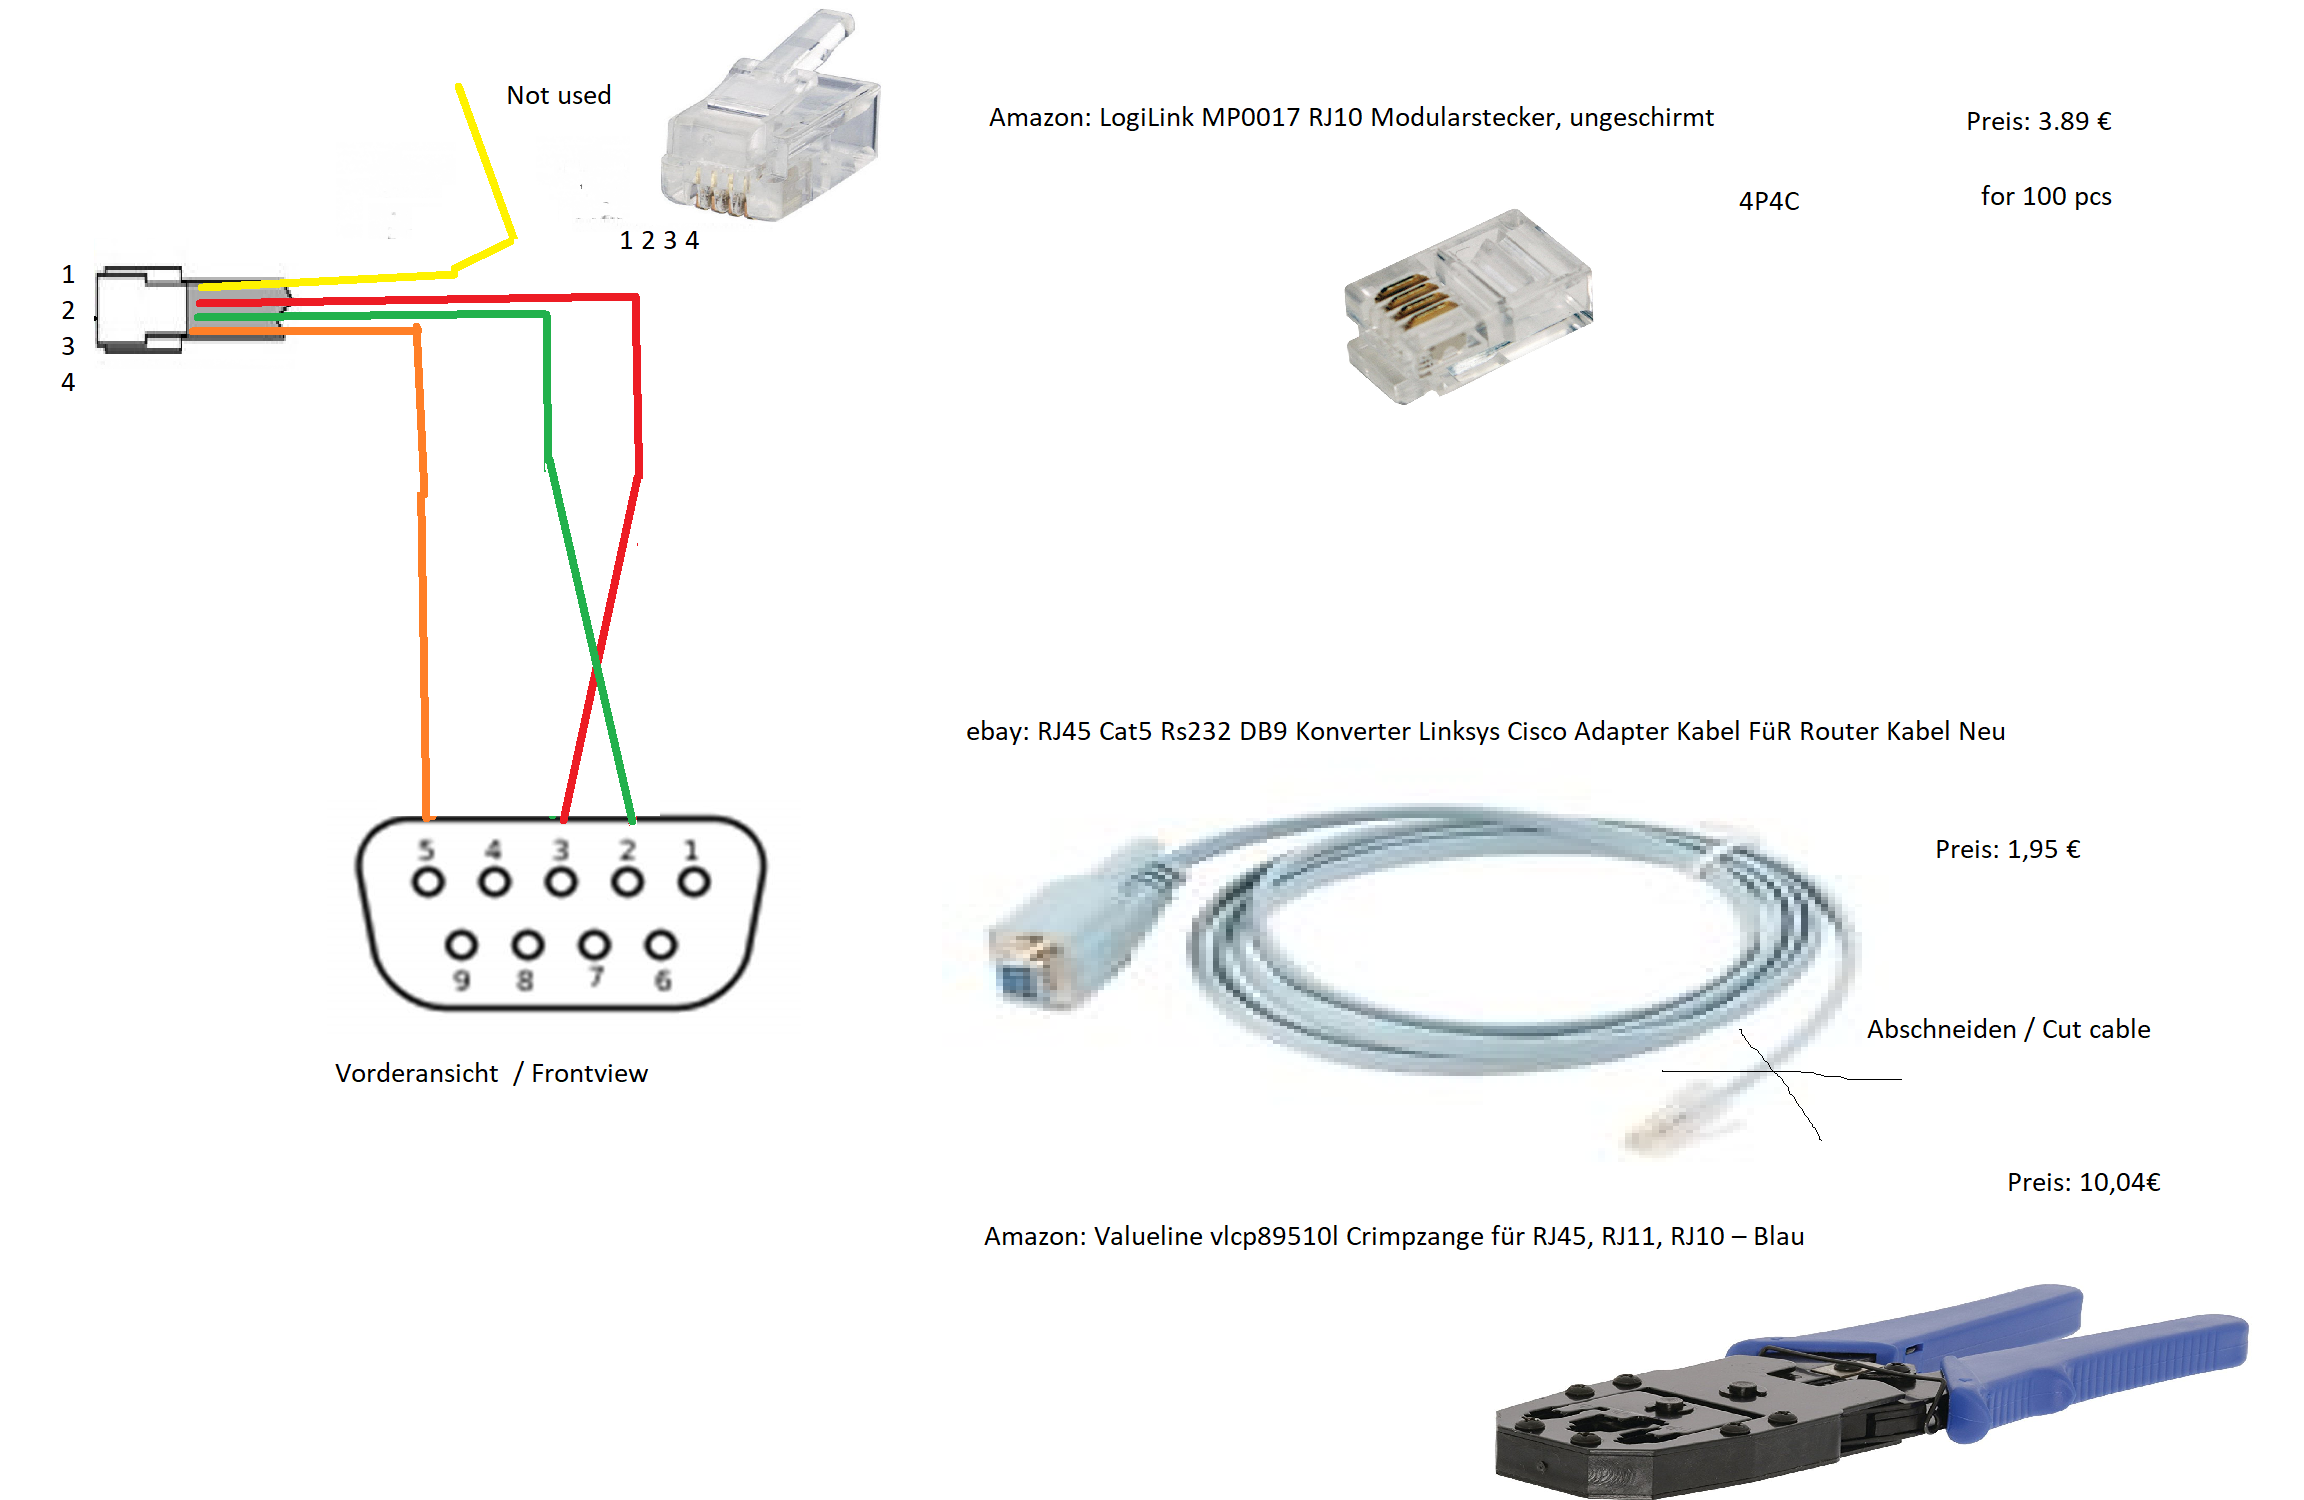 Not used
Amazon: LogiLink MP0017 RJ10 Modularstecker, ungeschirmt
Preis: 3.89 €
4P4C
for 100 pcs
1 2 3 4
1
2
3
4
ebay: RJ45 Cat5 Rs232 DB9 Konverter Linksys Cisco Adapter Kabel FüR Router Kabel Neu
Preis: 1,95 €
5 4 3 2 1
9 8 7 6
Abschneiden / Cut cable
Vorderansicht / Frontview
Preis: 10,04€
Amazon: Valueline vlcp89510l Crimpzange für RJ45, RJ11, RJ10 – Blau